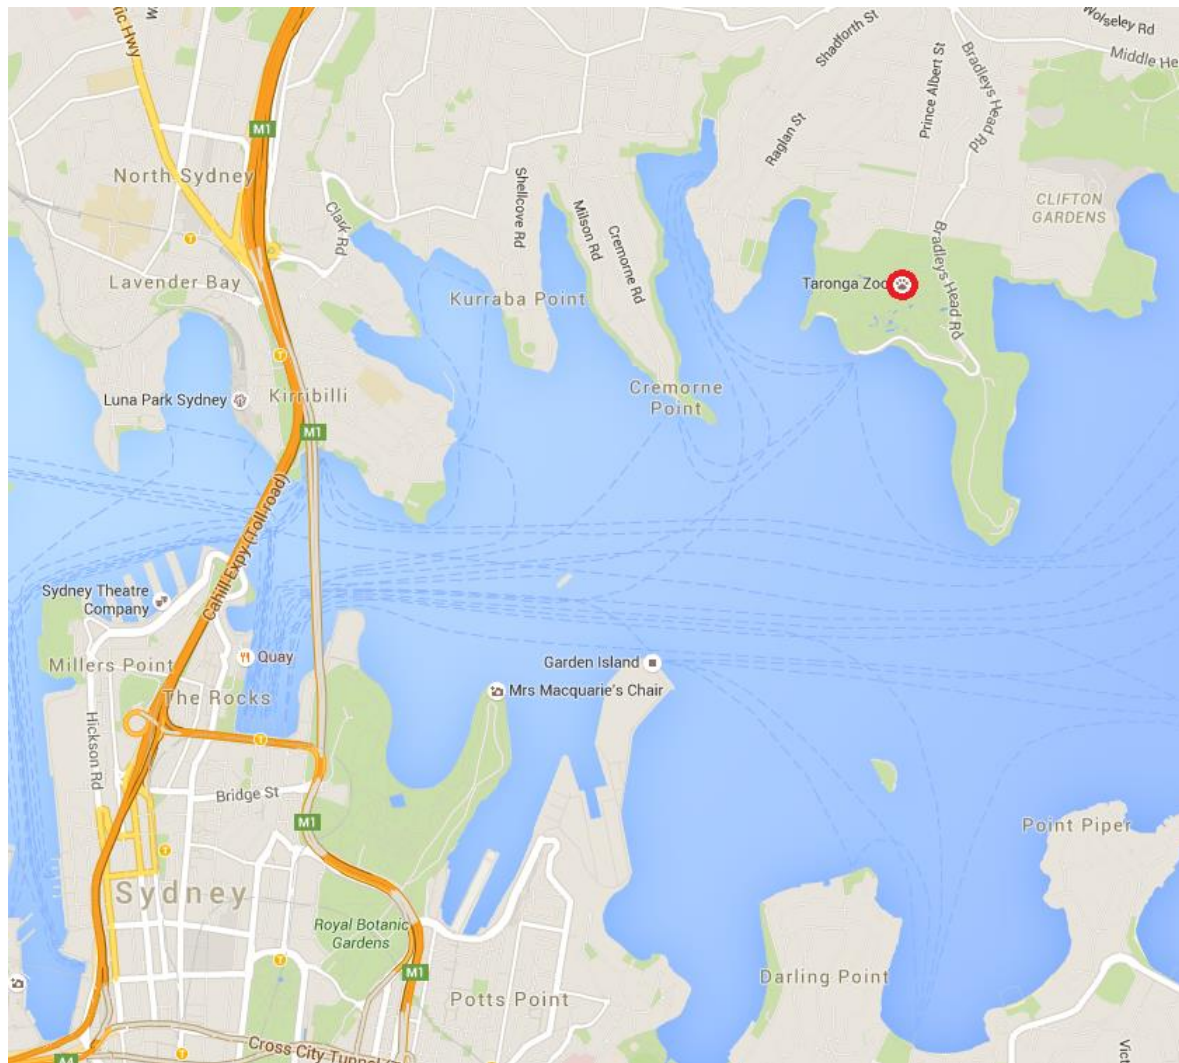 ric Hwy
M1
North Sydney
Clark Rd
Lavender Bay
Luna Park Sydney
Kirribilli
M1
Shellcove Rd
Milson Rd
Cremorne Rd
Kurraba Point
Cremorne
Point
Shadforth St
Raglan St
Prince Albert St
Bradleys Head Rd
Wolseley Rd
Middle He
CLIFTON
GARDENS
Taronga Zoo
Bradleys Head Rd
Cahill Expy (Toll road)
Sydney Theatre
Company
Millers Point
Quay
The Rocks
Hickson Rd
Bridge St
Garden Island
Mrs Macquarie's Chair
M1
Sydney
Royal Botanic
Gardens
M1
Potts Point
Point Piper
Darling Point
Cross City Tunnel
A4
Vict